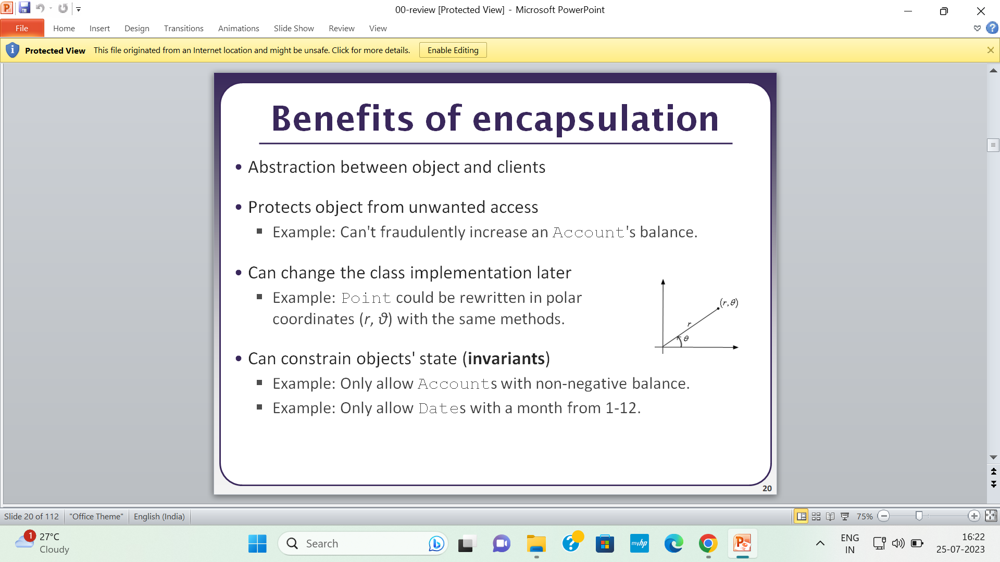 00-review [Protected View] - Microsoft PowerPoint
File Home Insert Design Transitions Animations Slide Show Review View
Protected View This file originated from an Internet location and might be unsafe. Click for more details. Enable Editing
Benefits of encapsulation
• Abstraction between object and clients
• Protects object from unwanted access
▪ Example: Can't fraudulently increase an Account's balance.
• Can change the class implementation later
▪ Example: Point could be rewritten in polar
coordinates (r, θ) with the same methods.
(r, θ)
r
θ
• Can constrain objects' state (invariants)
▪ Example: Only allow Accounts with non-negative balance.
▪ Example: Only allow Dates with a month from 1-12.
20
Slide 20 of 112 "Office Theme" English (India) 75%
1 27°C
Cloudy
Search
myhp
ENG
IN
16:22
25-07-2023